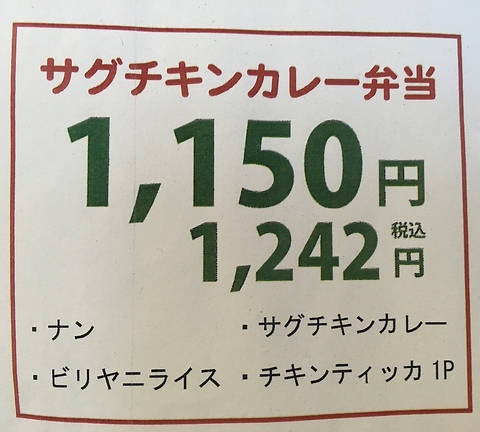 サグチキンカレー弁当
1,150円
1,242円 税込
・ナン ・サグチキンカレー
・ビリヤニライス ・チキンティッカ1P